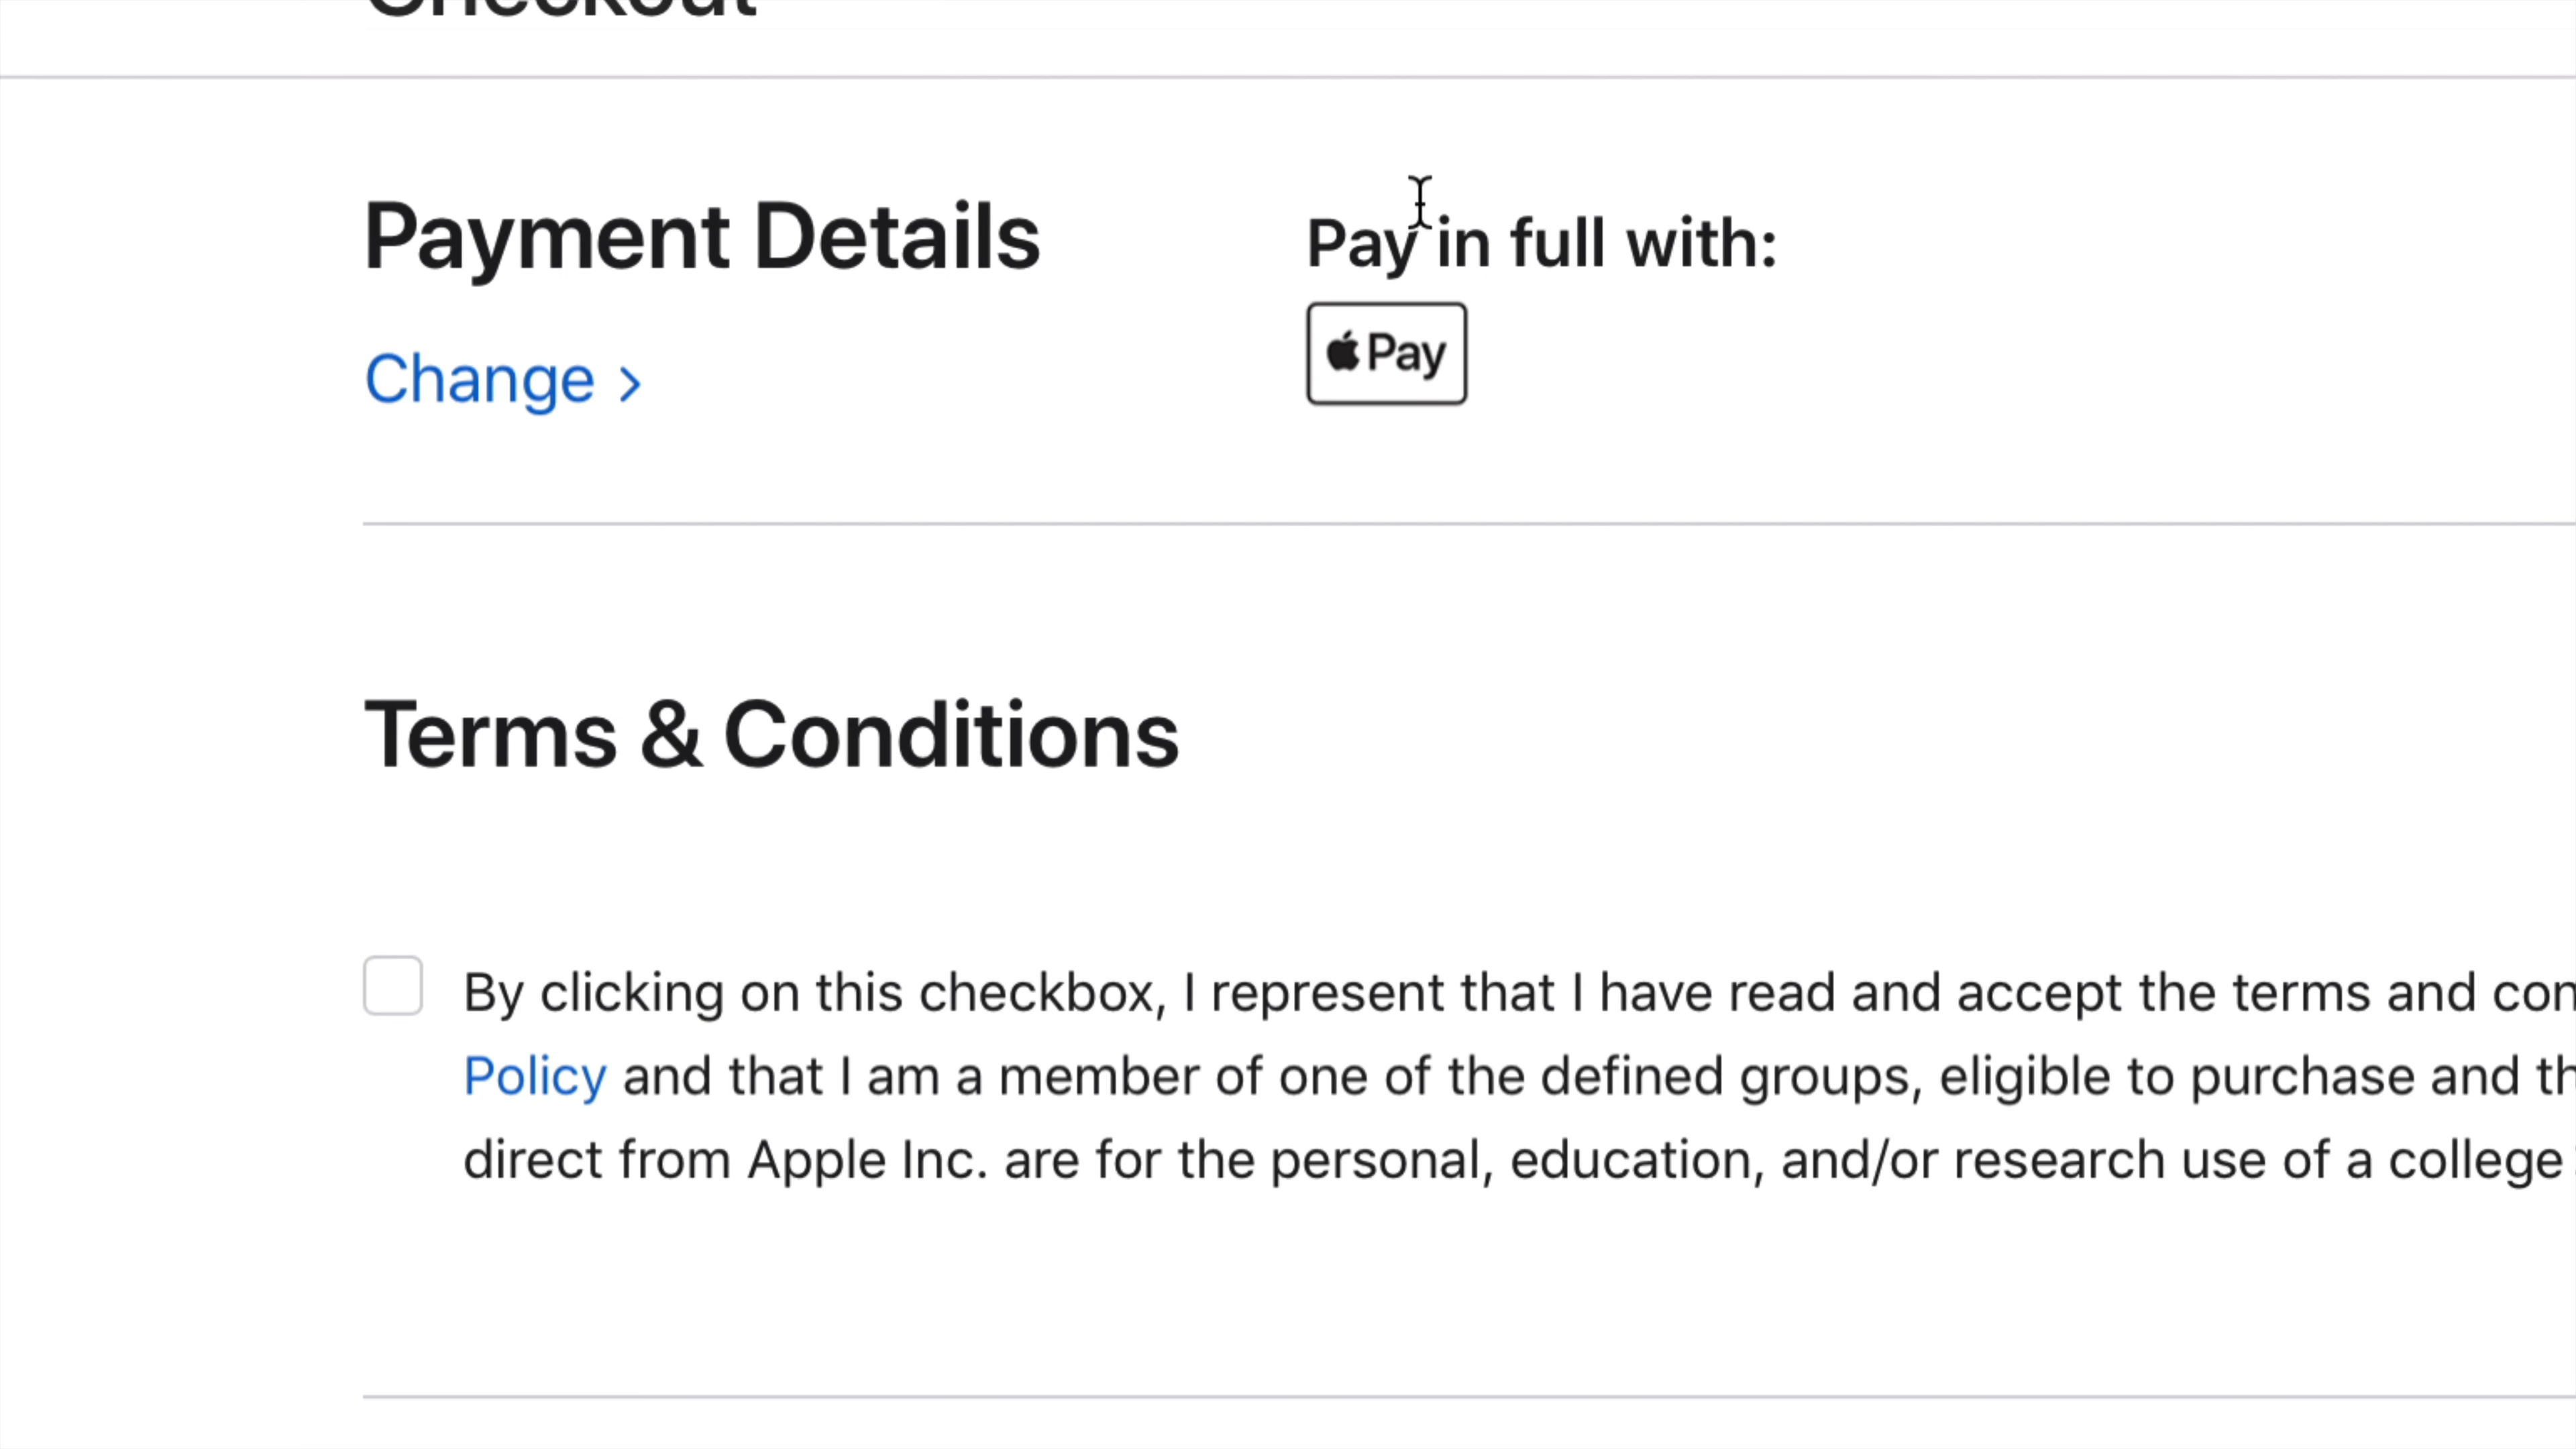 Checkout
Payment Details
Change >
Pay in full with:
Pay
Terms & Conditions
By clicking on this checkbox, I represent that I have read and accept the terms and con
Policy and that I am a member of one of the defined groups, eligible to purchase and th
direct from Apple Inc. are for the personal, education, and/or research use of a college